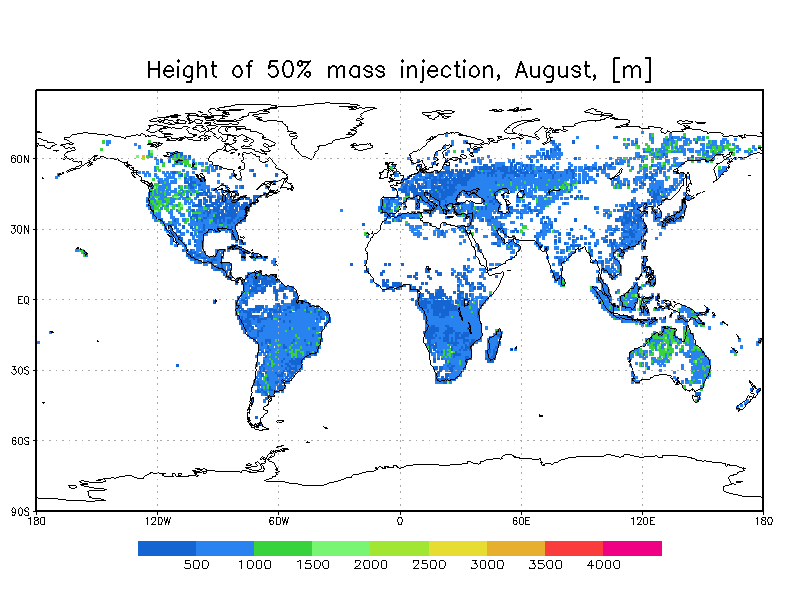 Height of 50% mass injection, August, [m]
60N
30N
EQ
30S
60S
90S
180 120W 60W 0 60E 120E 180
500 1000 1500 2000 2500 3000 3500 4000